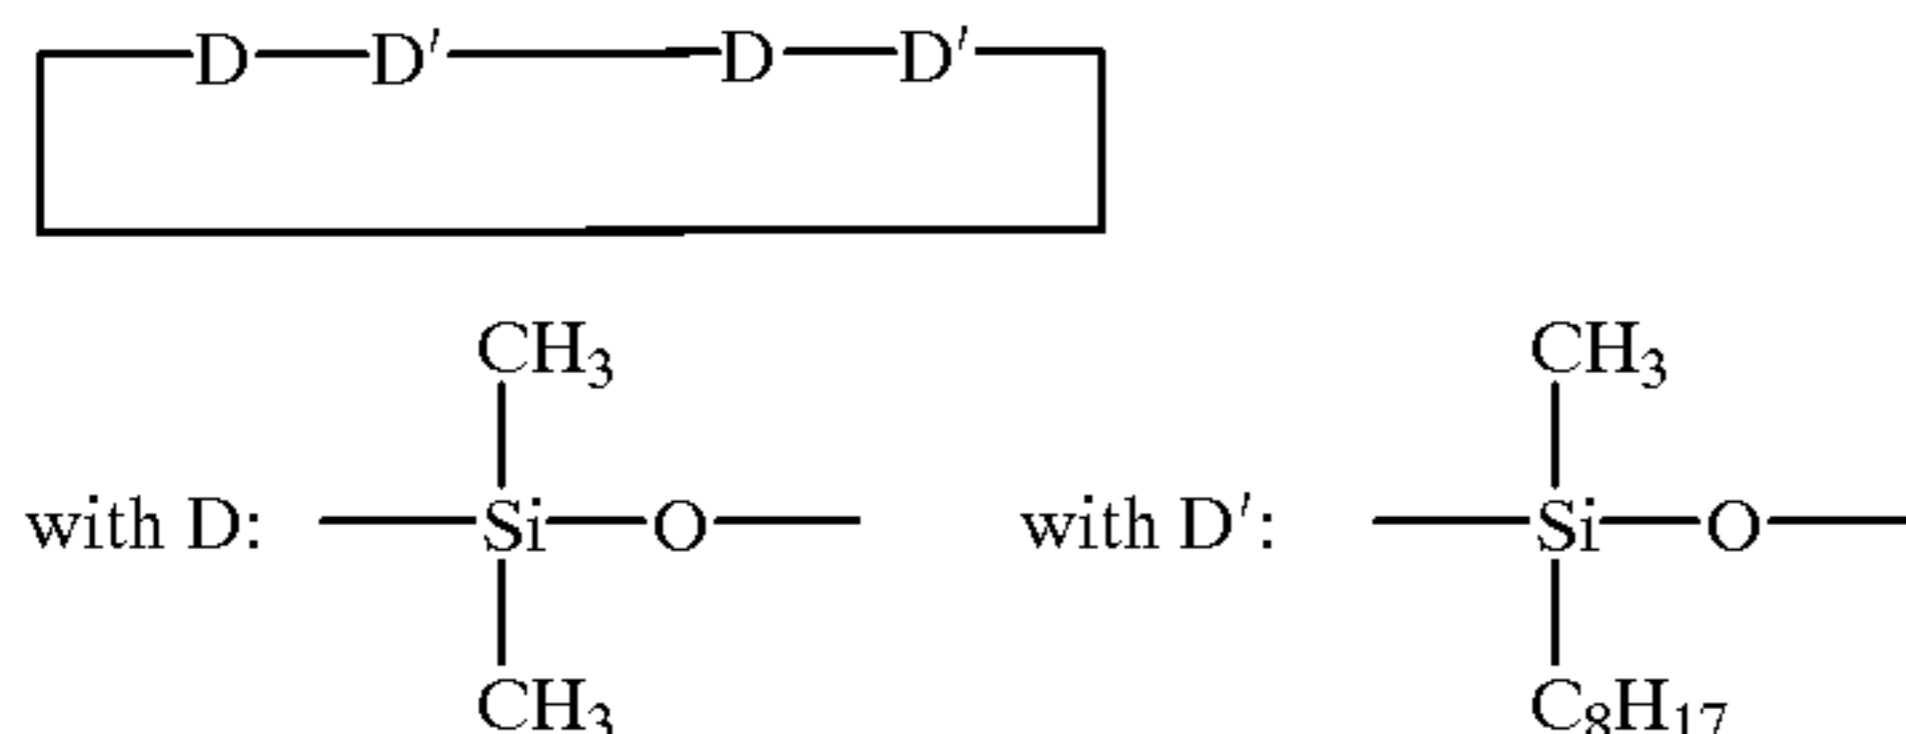 D D′ D D′
CH₃ CH₃
with D: Si O with D′: Si O
CH₃ C₈H₁₇